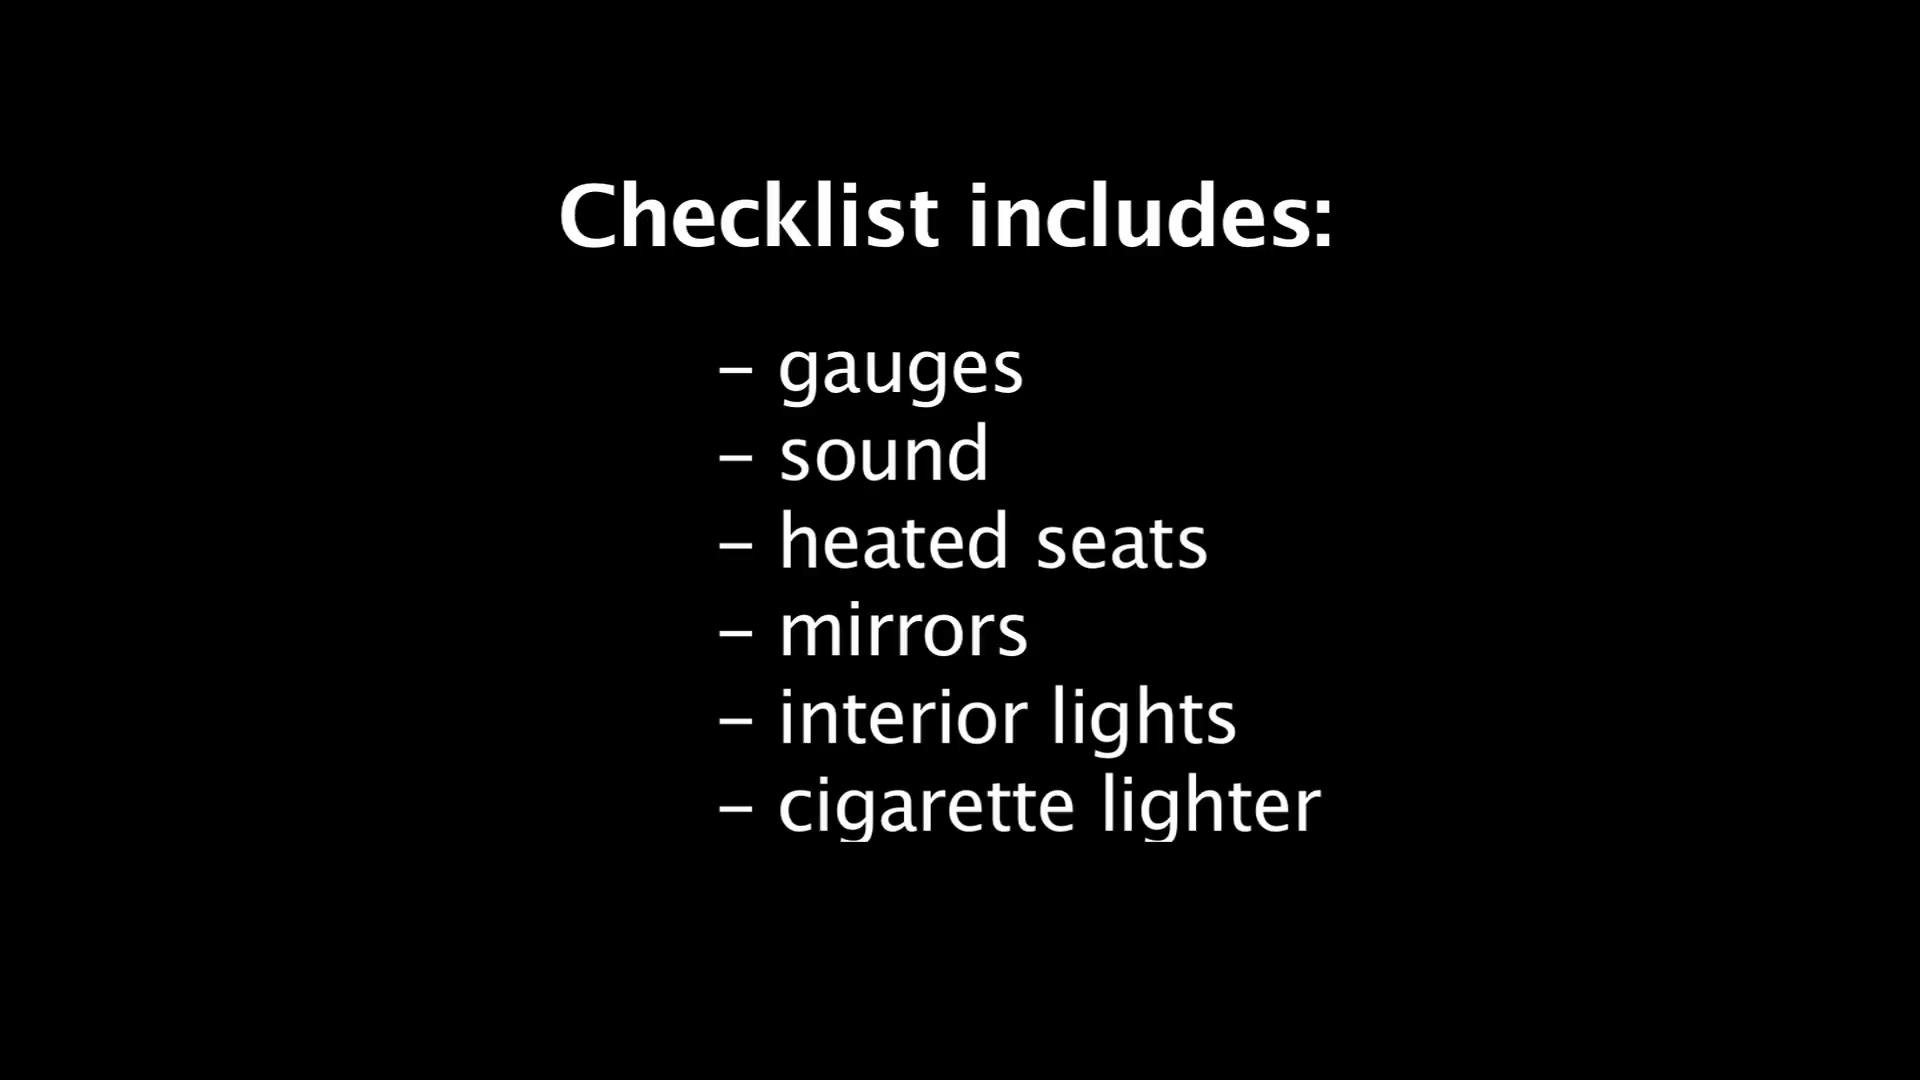 Checklist includes:
- gauges
- sound
- heated seats
- mirrors
- interior lights
- cigarette lighter